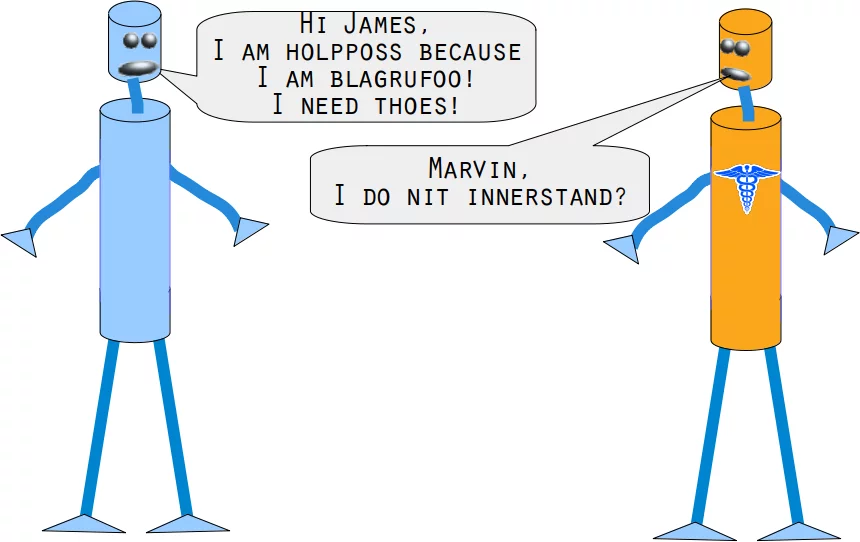 Hi James,
I am holpposs because
I am blagrufoo!
I need thoes!
Marvin,
I do nit innerstand?